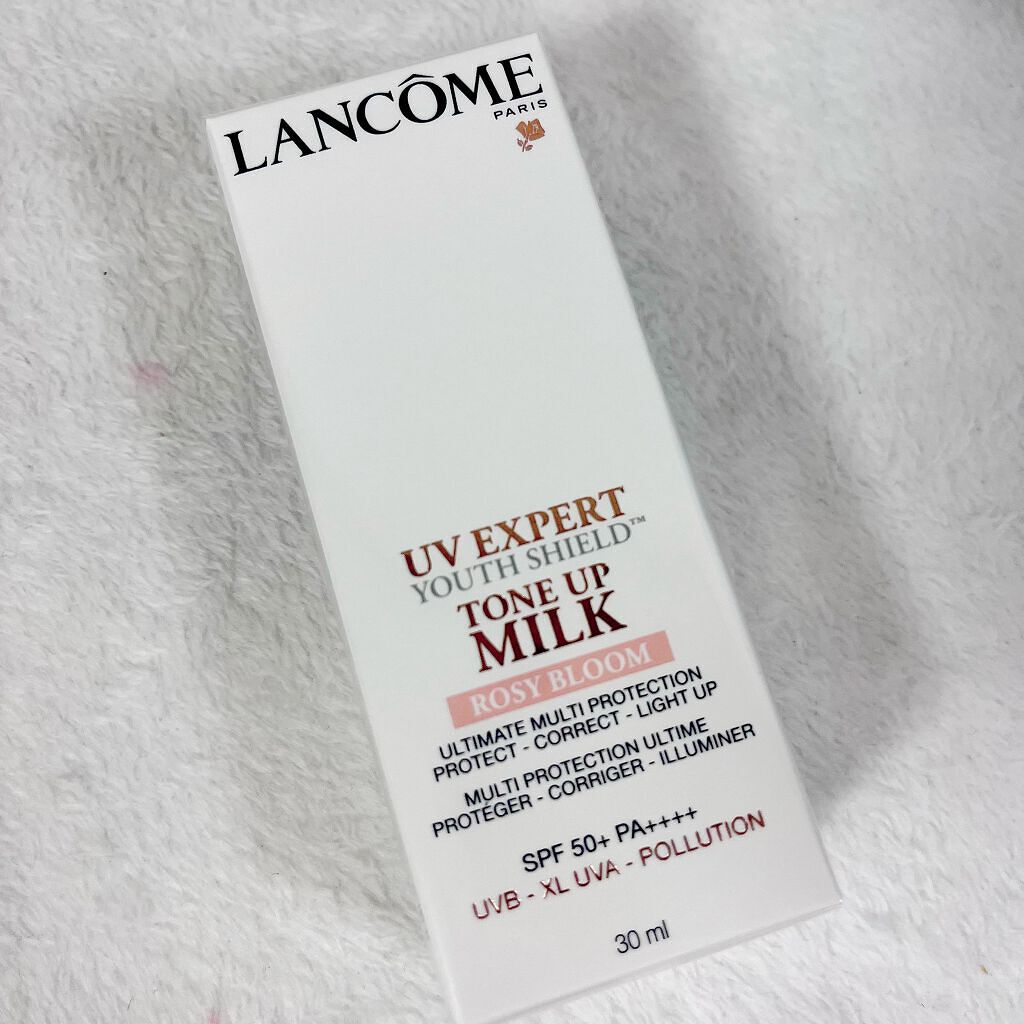 LANCÔME
PARIS
UV EXPERT
YOUTH SHIELD™
TONE UP
MILK
ROSY BLOOM
ULTIMATE MULTI PROTECTION
PROTECT - CORRECT - LIGHT UP
MULTI PROTECTION ULTIME
PROTÉGER - CORRIGER - ILLUMINER
SPF 50+ PA++++
UVB - XL UVA - POLLUTION
30 ml